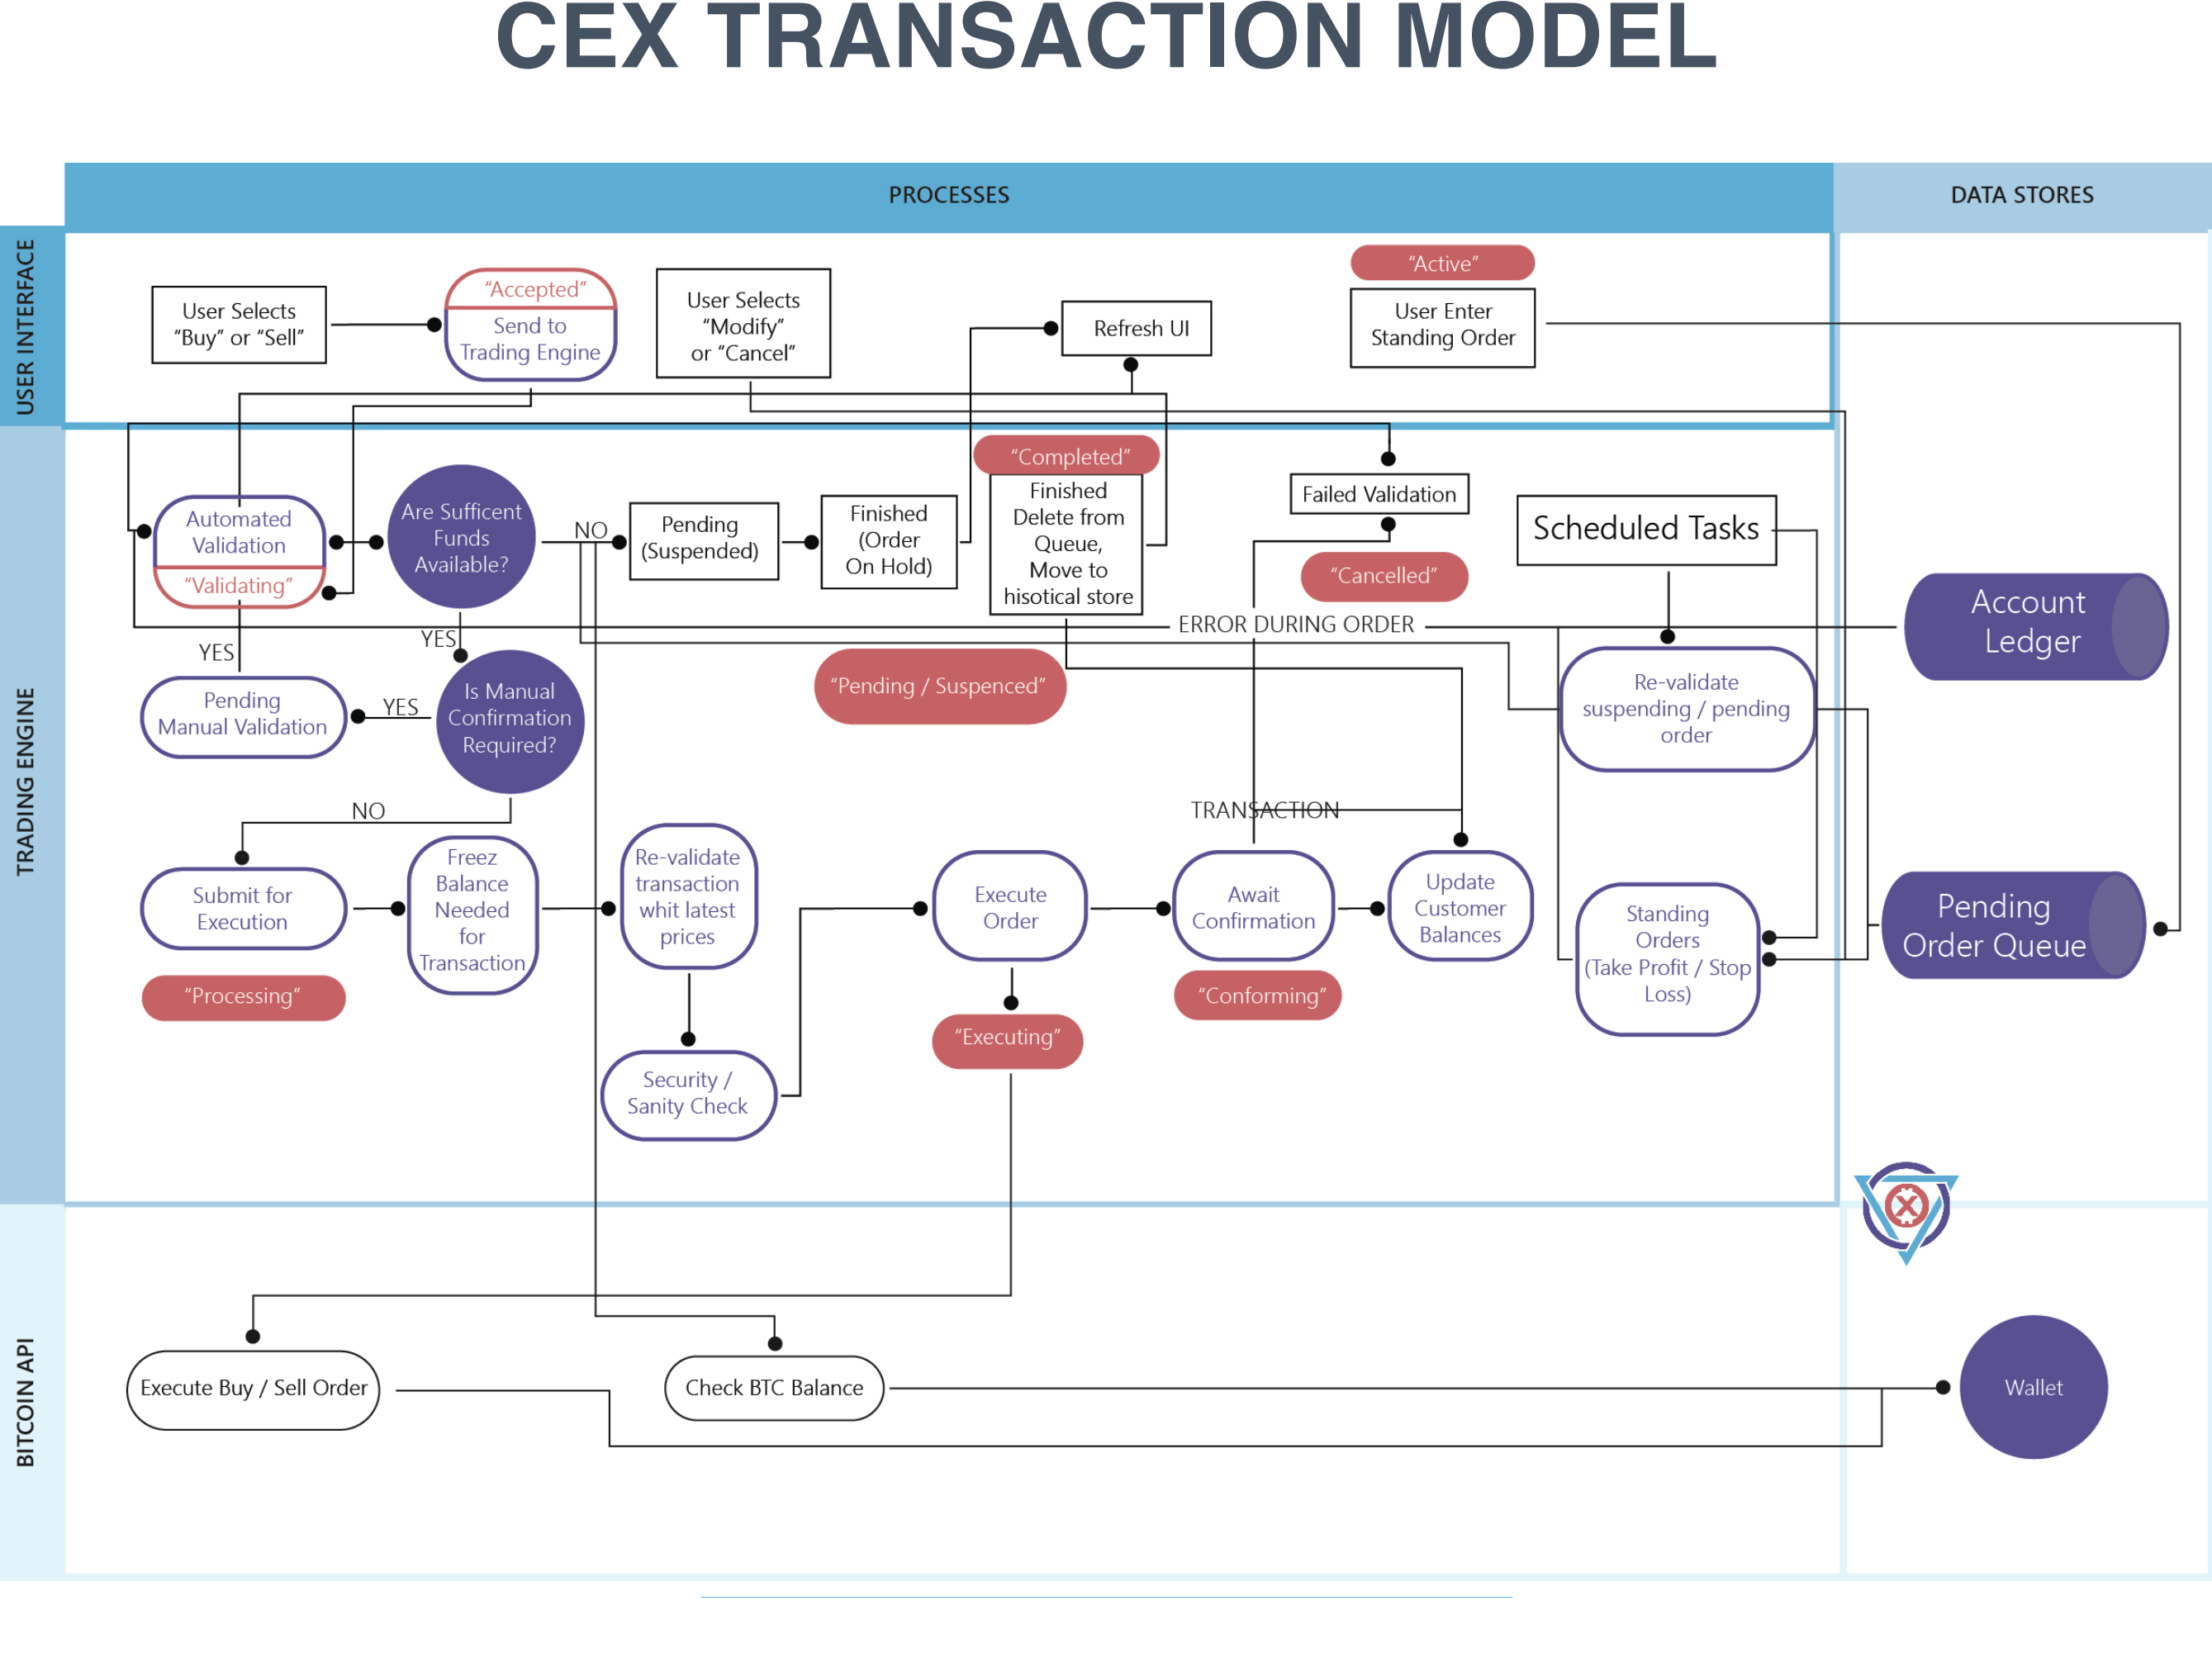 CEX TRANSACTION MODEL
PROCESSES
DATA STORES
USER INTERFACE
User Selects
“Buy” or “Sell”
“Accepted”
Send to
Trading Engine
User Selects
“Modify”
or “Cancel”
Refresh UI
“Active”
User Enter
Standing Order
TRADING ENGINE
Automated
Validation
“Validating”
Are Sufficent
Funds
Available?
NO
Pending
(Suspended)
Finished
(Order
On Hold)
“Completed”
Finished
Delete from
Queue,
Move to
hisotical store
Failed Validation
“Cancelled”
Scheduled Tasks
Account
Ledger
ERROR DURING ORDER
YES
YES
Pending
Manual Validation
YES
Is Manual
Confirmation
Required?
“Pending / Suspenced”
Re-validate
suspending / pending
order
NO
TRANSACTION
Submit for
Execution
“Processing”
Freez
Balance
Needed
for
Transaction
Re-validate
transaction
whit latest
prices
Security /
Sanity Check
Execute
Order
“Executing”
Await
Confirmation
“Conforming”
Update
Customer
Balances
Standing
Orders
(Take Profit / Stop
Loss)
Pending
Order Queue
X
BITCOIN API
Execute Buy / Sell Order
Check BTC Balance
Wallet